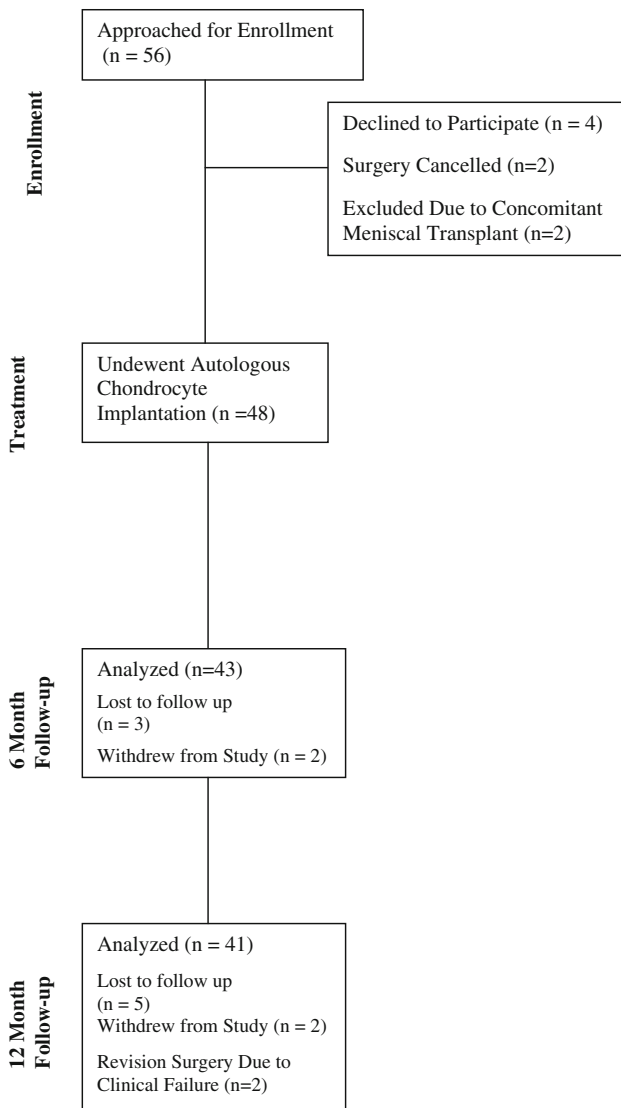 Enrollment
Approached for Enrollment
(n = 56)
Declined to Participate (n = 4)
Surgery Cancelled (n=2)
Excluded Due to Concomitant
Meniscal Transplant (n=2)
Treatment
Undewent Autologous
Chondrocyte
Implantation (n =48)
6 Month
Follow-up
Analyzed (n=43)
Lost to follow up
(n = 3)
Withdrew from Study (n = 2)
12 Month
Follow-up
Analyzed (n = 41)
Lost to follow up
(n = 5)
Withdrew from Study (n = 2)
Revision Surgery Due to
Clinical Failure (n=2)